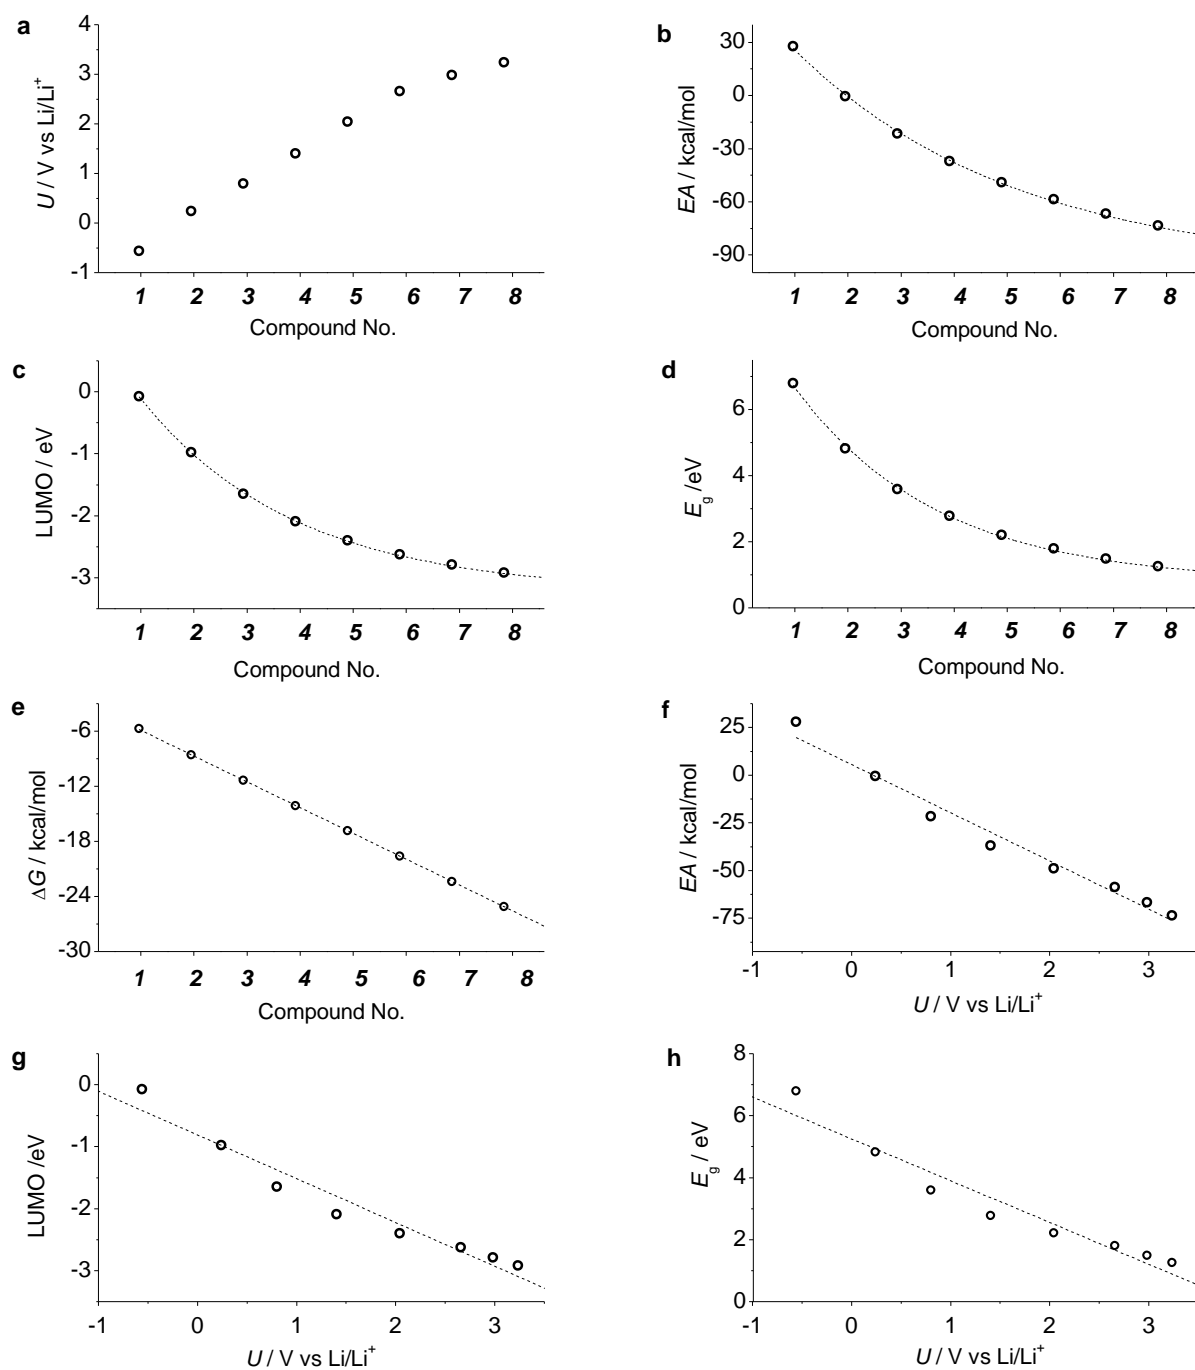 a
4
3
2
1
0
-1
U / V vs Li/Li⁺
1 2 3 4 5 6 7 8
Compound No.
b
30
0
-30
-60
-90
EA / kcal/mol
1 2 3 4 5 6 7 8
Compound No.
c
0
-1
-2
-3
LUMO / eV
1 2 3 4 5 6 7 8
Compound No.
d
6
4
2
0
E_g /eV
1 2 3 4 5 6 7 8
Compound No.
e
-6
-12
-18
-24
-30
ΔG / kcal/mol
1 2 3 4 5 6 7 8
Compound No.
f
25
0
-25
-50
-75
EA / kcal/mol
-1 0 1 2 3
U / V vs Li/Li⁺
g
0
-1
-2
-3
LUMO /eV
-1 0 1 2 3
U / V vs Li/Li⁺
h
8
6
4
2
0
E_g / eV
-1 0 1 2 3
U / V vs Li/Li⁺